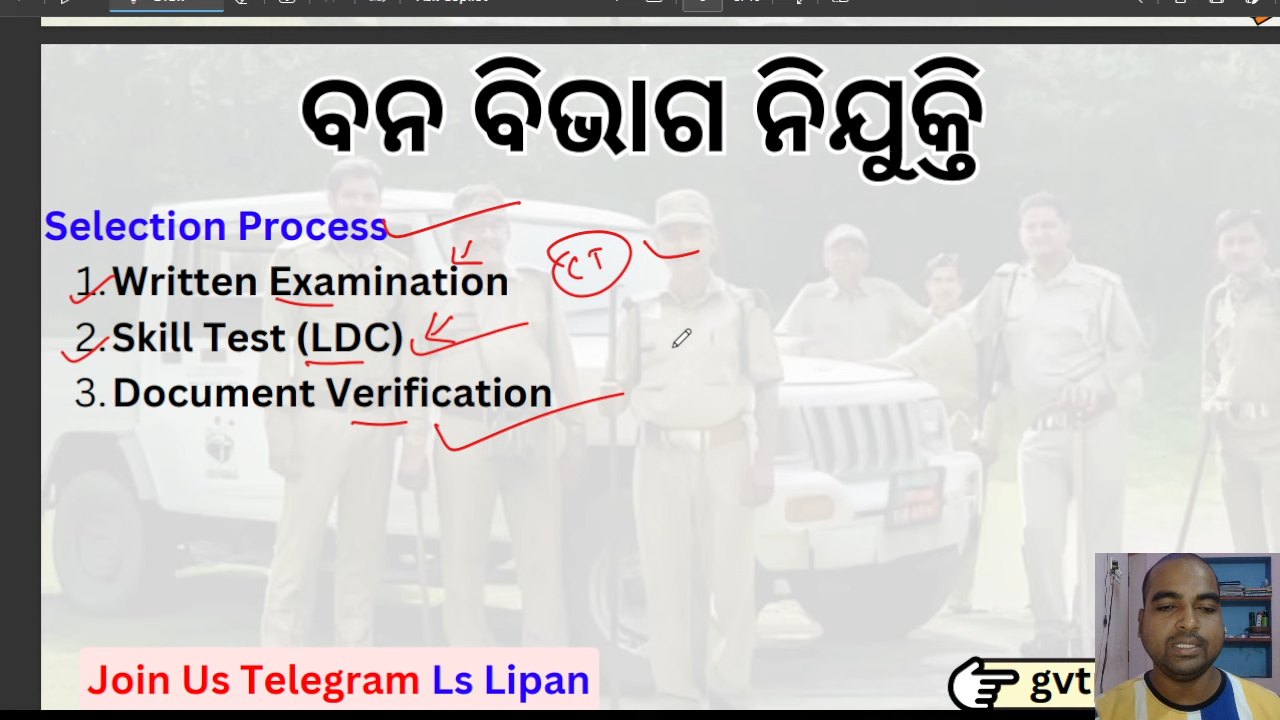 ବନ ବିଭାଗ ନିଯୁକ୍ତି
Selection Process
1. Written Examination
2. Skill Test (LDC)
3. Document Verification
Join Us Telegram Ls Lipan
gvt